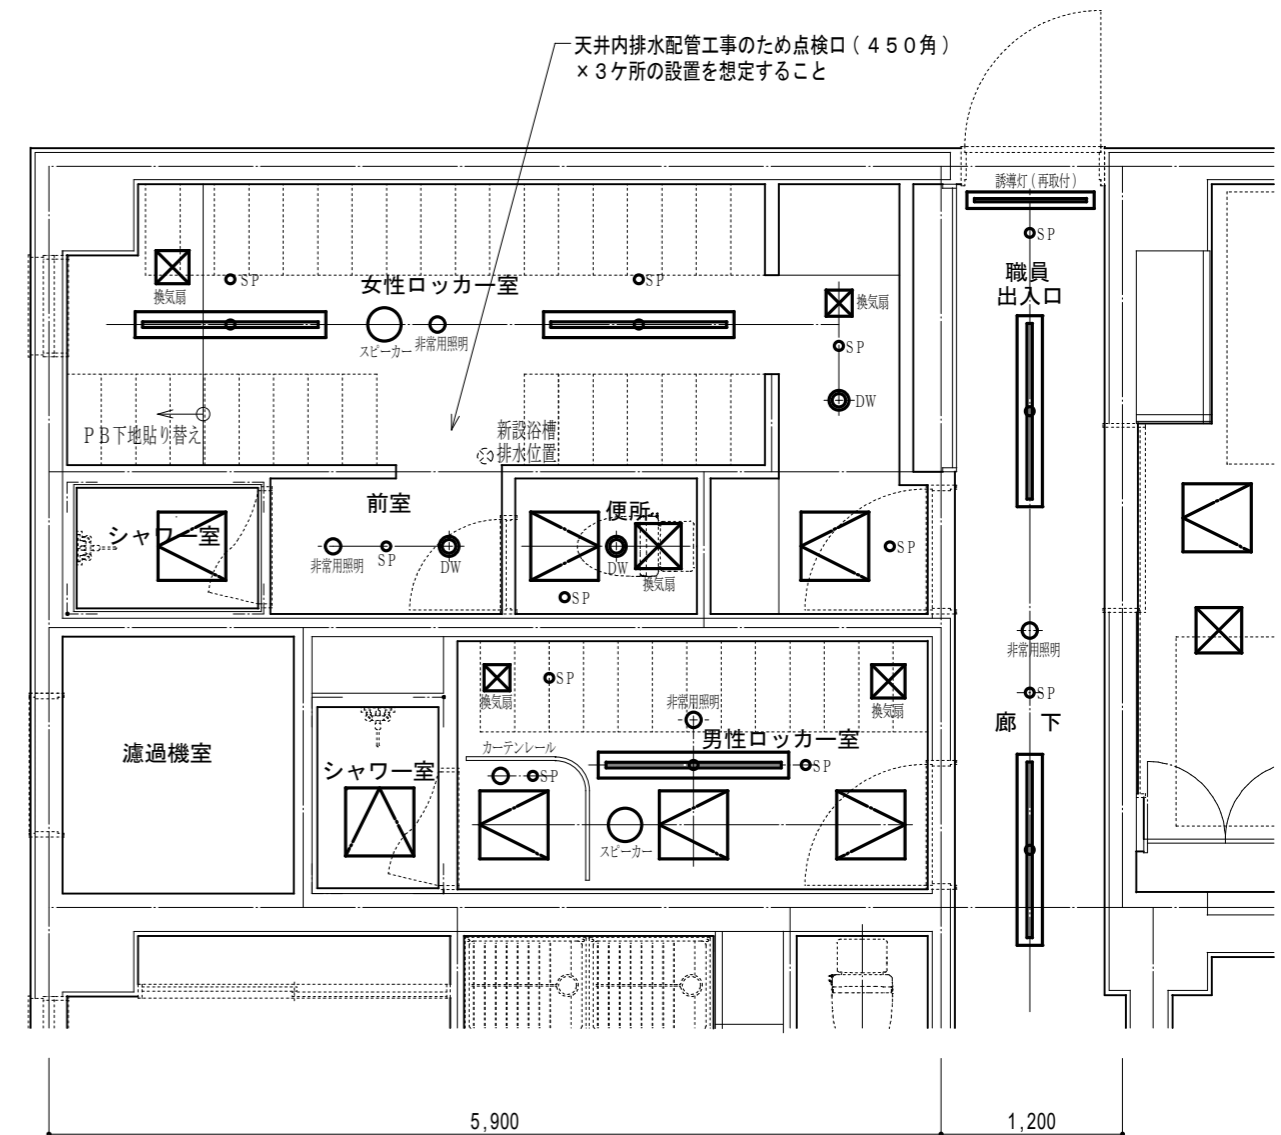 天井内排水配管工事のため点検口（４５０角）
×３ケ所の設置を想定すること
誘導灯（再取付）
SP
職員
出入口
換気扇
SP
女性ロッカー室
SP
換気扇
スピーカー
非常用照明
SP
DW
ＰＢ下地貼り替え
新設浴槽
排水位置
前室
便所
シャワー室
非常用照明
SP
DW
DW
換気扇
SP
SP
非常用照明
SP
廊　下
換気扇
SP
非常用照明
換気扇
濾過機室
シャワー室
カーテンレール
男性ロッカー室
SP
SP
スピーカー
5,900
1,200